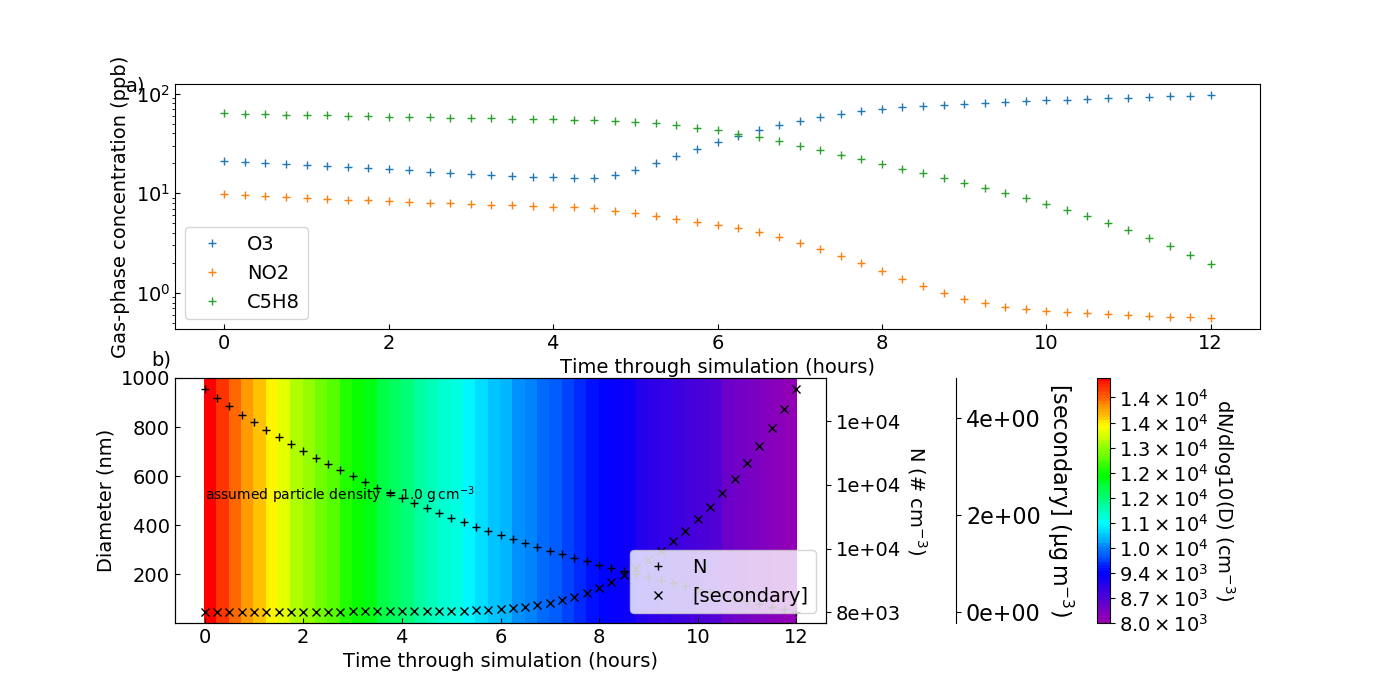 a)
Gas-phase concentration (ppb)
10²
10¹
10⁰
O3
NO2
C5H8
0 2 4 6 8 10 12
Time through simulation (hours)
b)
Diameter (nm)
1000
800
600
400
200
assumed particle density = 1.0 g cm⁻³
N
[secondary]
0 2 4 6 8 10 12
Time through simulation (hours)
1e+04
1e+04
1e+04
8e+03
N (# cm⁻³)
4e+00
2e+00
0e+00
[secondary] (µg m⁻³)
1.4 × 10⁴
1.4 × 10⁴
1.3 × 10⁴
1.2 × 10⁴
1.2 × 10⁴
1.1 × 10⁴
1.0 × 10⁴
9.4 × 10³
8.7 × 10³
8.0 × 10³
dN/dlog10(D) (cm⁻³)